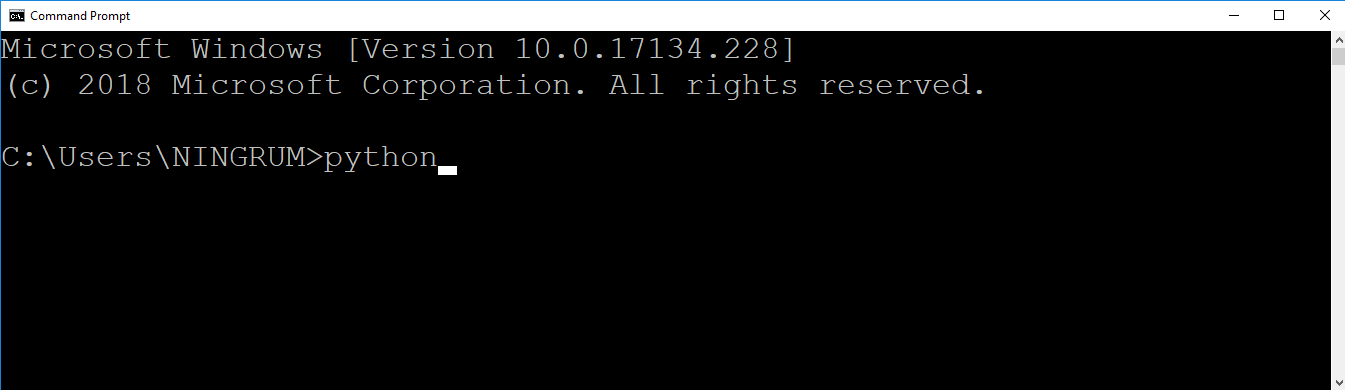 Command Prompt
Microsoft Windows [Version 10.0.17134.228]
(c) 2018 Microsoft Corporation. All rights reserved.
C:\Users\NINGRUM>python